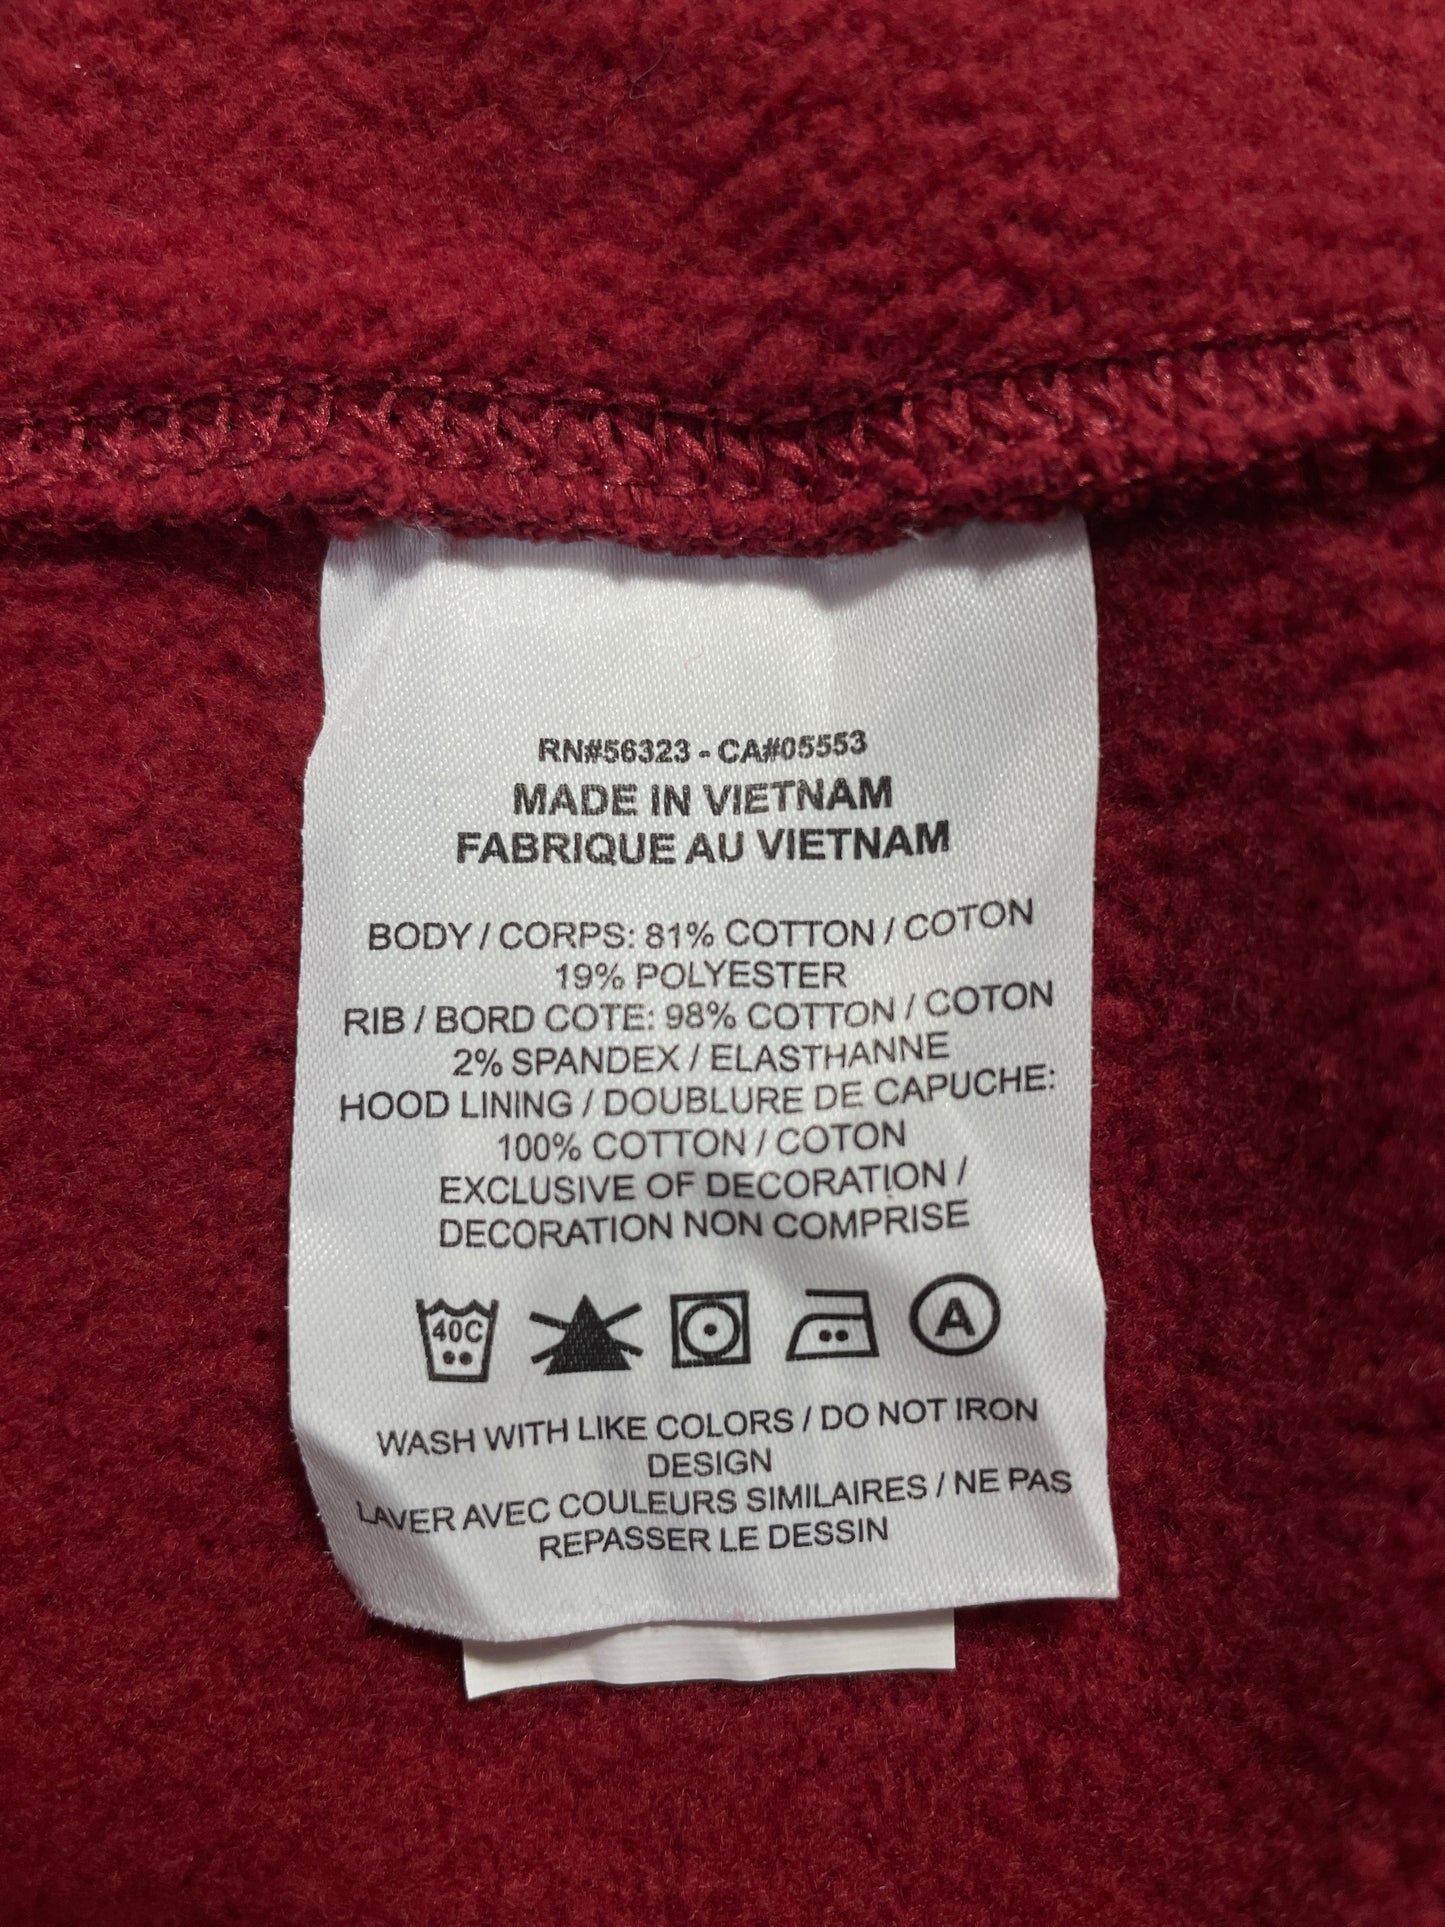 RN#56323 - CA#05553
MADE IN VIETNAM
FABRIQUE AU VIETNAM
BODY / CORPS: 81% COTTON / COTON
19% POLYESTER
RIB / BORD COTE: 98% COTTON / COTON
2% SPANDEX / ELASTHANNE
HOOD LINING / DOUBLURE DE CAPUCHE:
100% COTTON / COTON
EXCLUSIVE OF DECORATION /
DECORATION NON COMPRISE
40C A
WASH WITH LIKE COLORS / DO NOT IRON
DESIGN
LAVER AVEC COULEURS SIMILAIRES / NE PAS
REPASSER LE DESSIN